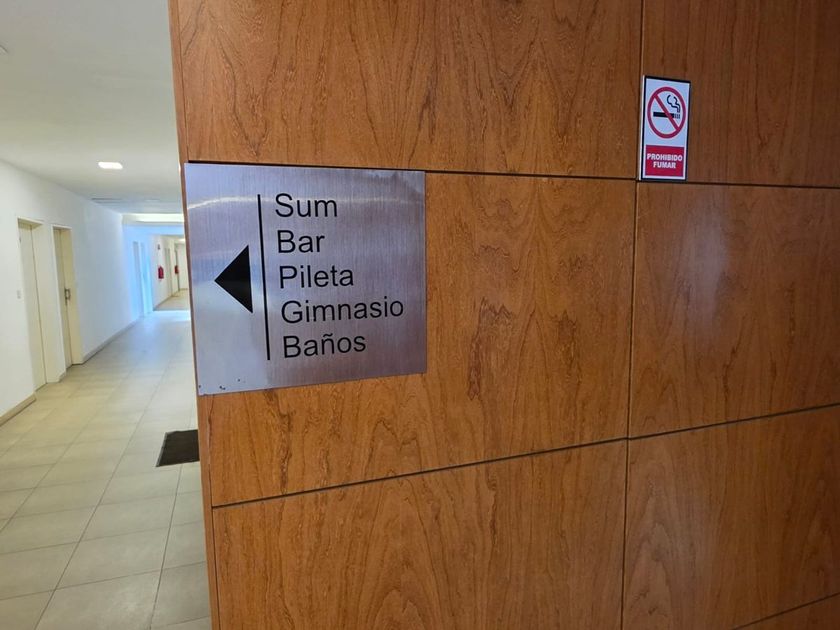 Sum
Bar
Pileta
Gimnasio
Baños
PROHIBIDO
FUMAR